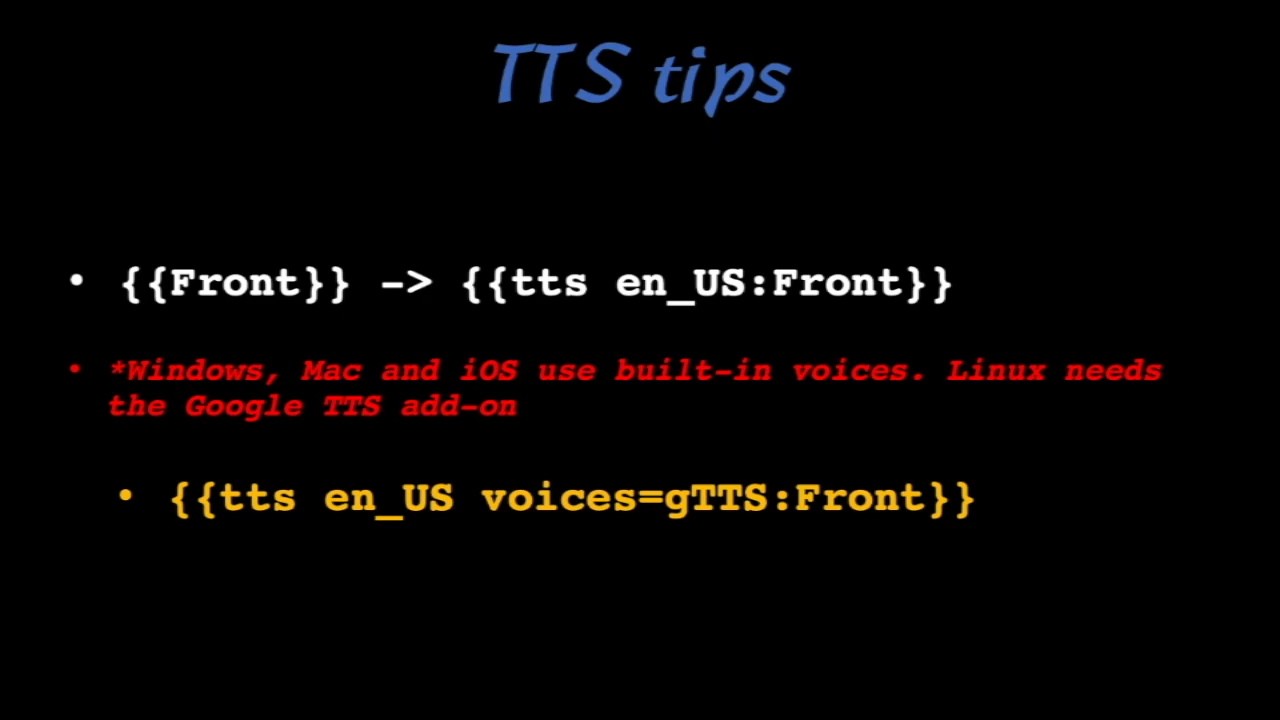 TTS tips
• {{Front}} -> {{tts en_US:Front}}
• *Windows, Mac and iOS use built-in voices. Linux needs
the Google TTS add-on
• {{tts en_US voices=gTTS:Front}}